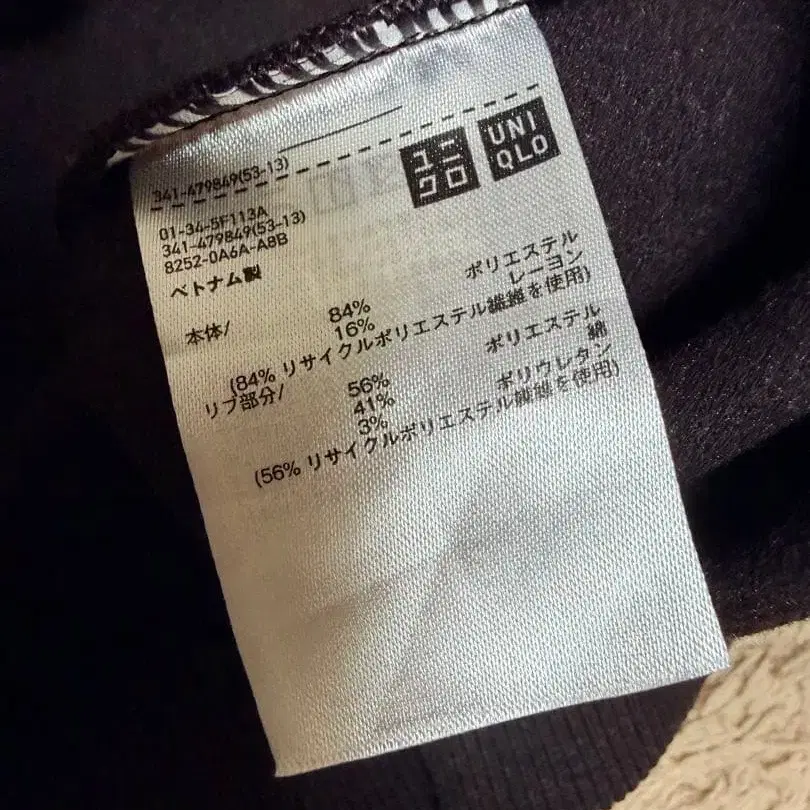 341-479849(53-13)
ユニ
クロ
UNI
QLO
01-34-5F113A
341-479849(53-13)
8252-0A6A-A8B
ベトナム製
本体/ 84% ポリエステル
16% レーヨン
(84% リサイクルポリエステル繊維を使用)
リブ部分/ 56% ポリエステル
41% 綿
3% ポリウレタン
(56% リサイクルポリエステル繊維を使用)